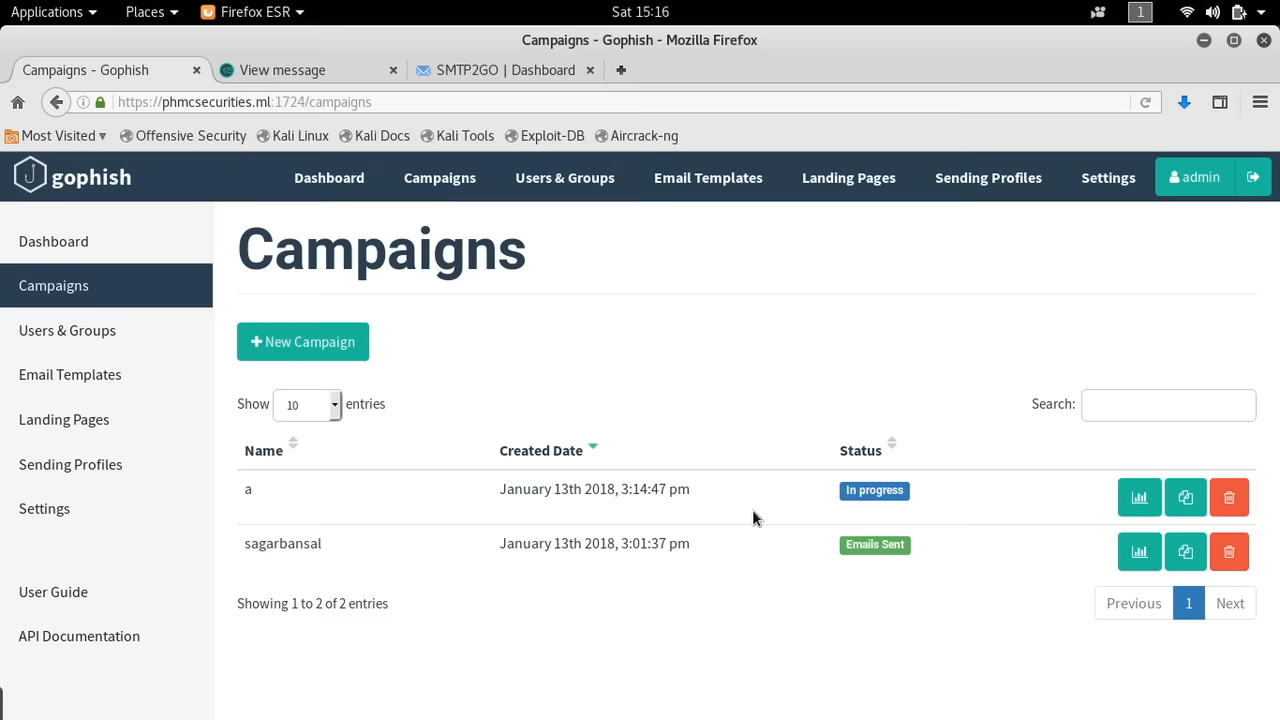 Applications Places Firefox ESR Sat 15:16 1
Campaigns - Gophish - Mozilla Firefox
Campaigns - Gophish View message SMTP2GO | Dashboard
https://phmcsecurities.ml:1724/campaigns
Most Visited Offensive Security Kali Linux Kali Docs Kali Tools Exploit-DB Aircrack-ng
gophish Dashboard Campaigns Users & Groups Email Templates Landing Pages Sending Profiles Settings admin
Dashboard
Campaigns
Users & Groups
Email Templates
Landing Pages
Sending Profiles
Settings
User Guide
API Documentation
Campaigns
New Campaign
Show 10 entries Search:
Name Created Date Status
a January 13th 2018, 3:14:47 pm In progress
sagarbansal January 13th 2018, 3:01:37 pm Emails Sent
Showing 1 to 2 of 2 entries Previous 1 Next